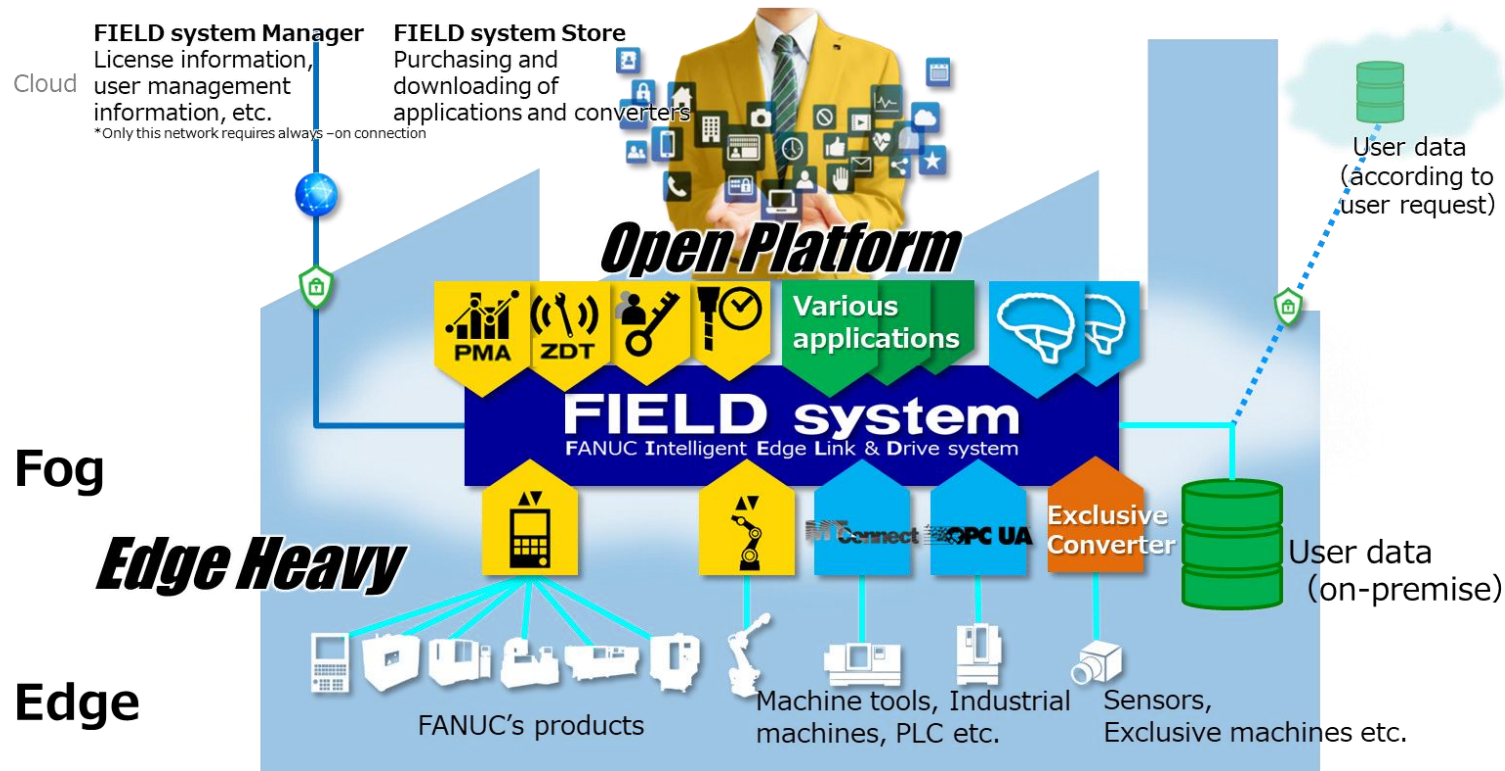 FIELD system Manager
License information,
user management
information, etc.
*Only this network requires always –on connection
FIELD system Store
Purchasing and
downloading of
applications and converters
Cloud
User data
(according to
user request)
Open Platform
PMA
ZDT
Various
applications
FIELD system
FANUC Intelligent Edge Link & Drive system
Fog
MTConnect
OPC UA
Exclusive
Converter
User data
(on-premise)
Edge Heavy
Edge
FANUC’s products
Machine tools, Industrial
machines, PLC etc.
Sensors,
Exclusive machines etc.